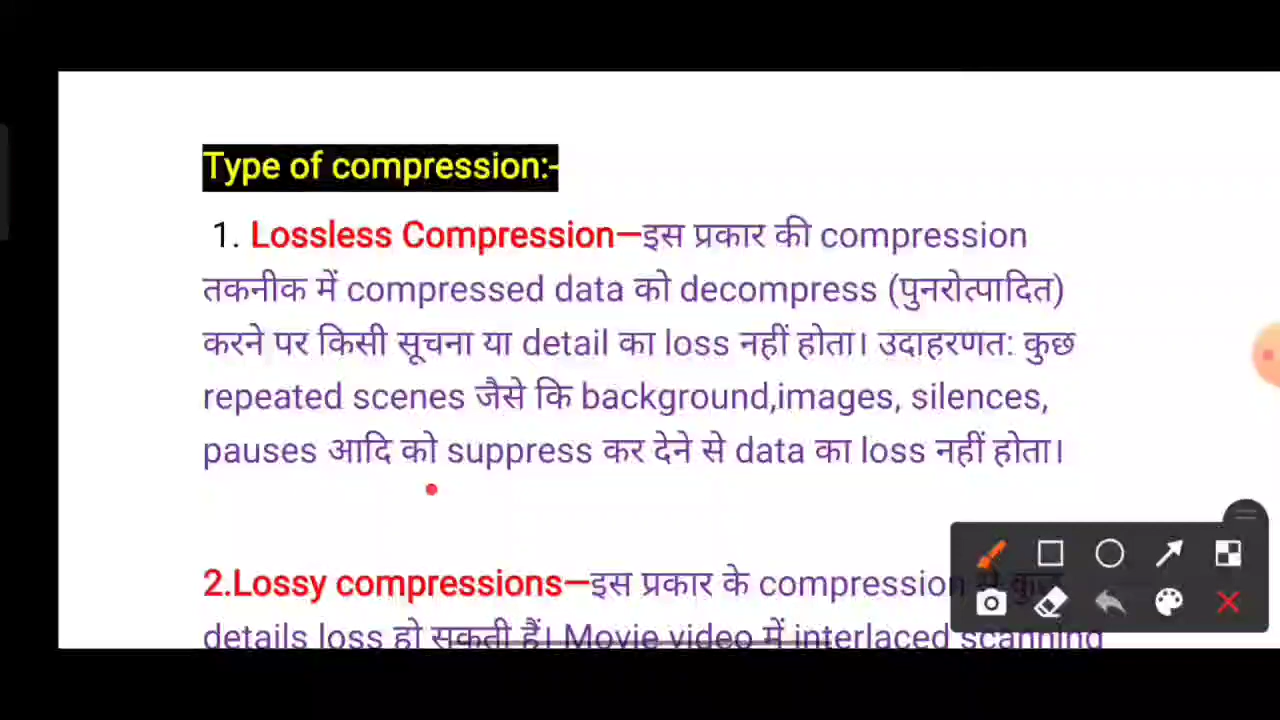 Type of compression:-
1. Lossless Compression—इस प्रकार की compression
तकनीक में compressed data को decompress (पुनरोत्पादित)
करने पर किसी सूचना या detail का loss नहीं होता। उदाहरणत: कुछ
repeated scenes जैसे कि background,images, silences,
pauses आदि को suppress कर देने से data का loss नहीं होता।
2.Lossy compressions—इस प्रकार के compression से कुछ
details loss हो सकती हैं। Movie video में interlaced scanning